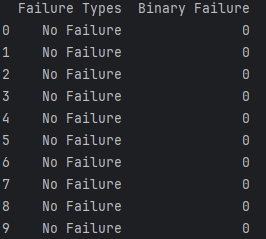 Failure Types  Binary Failure
0  No Failure  0
1  No Failure  0
2  No Failure  0
3  No Failure  0
4  No Failure  0
5  No Failure  0
6  No Failure  0
7  No Failure  0
8  No Failure  0
9  No Failure  0